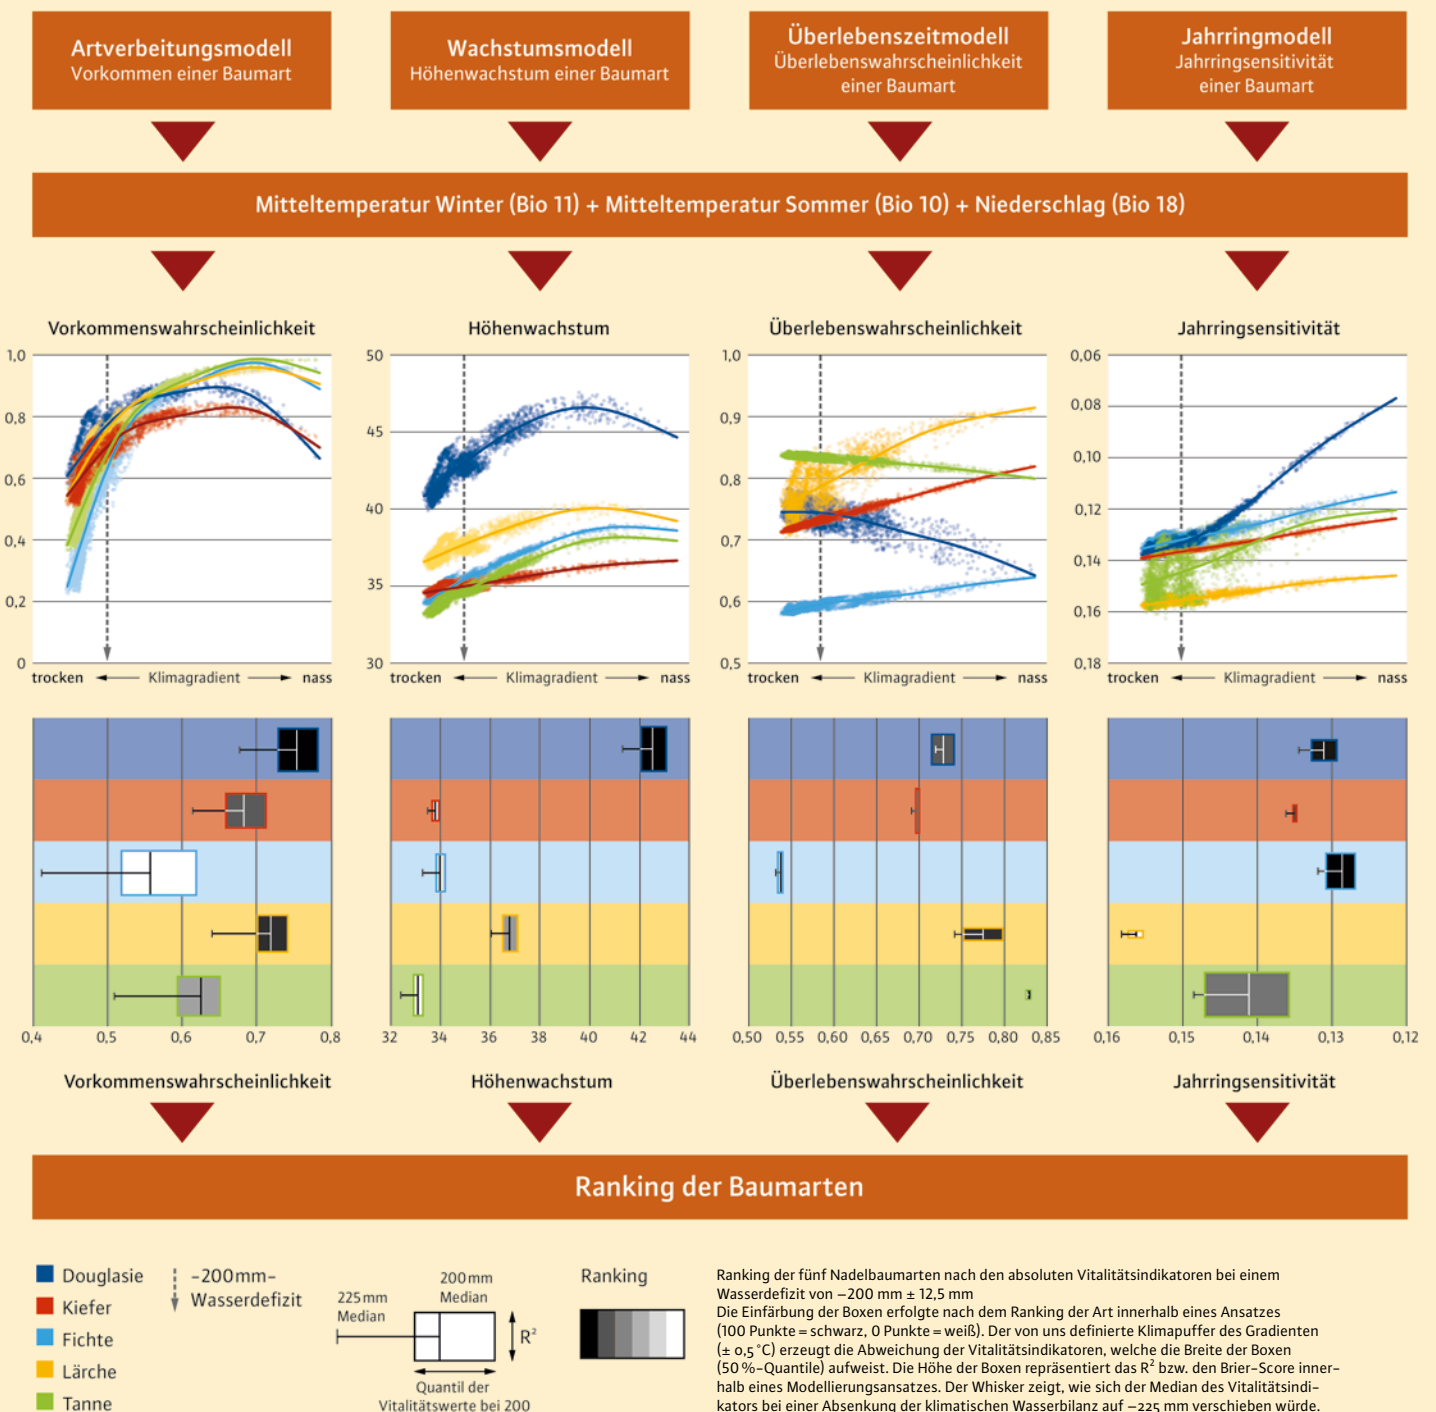 Artverbeitungsmodell
Vorkommen einer Baumart
Wachstumsmodell
Höhenwachstum einer Baumart
Überlebenszeitmodell
Überlebenswahrscheinlichkeit
einer Baumart
Jahrringmodell
Jahrringsensitivität
einer Baumart
Mitteltemperatur Winter (Bio 11) + Mitteltemperatur Sommer (Bio 10) + Niederschlag (Bio 18)
Vorkommenswahrscheinlichkeit
1,0
0,8
0,6
0,4
0,2
0
trocken Klimagradient nass
Höhenwachstum
50
45
40
35
30
trocken Klimagradient nass
Überlebenswahrscheinlichkeit
1,0
0,9
0,8
0,7
0,6
0,5
trocken Klimagradient nass
Jahrringsensitivität
0,06
0,08
0,10
0,12
0,14
0,16
0,18
trocken Klimagradient nass
0,4 0,5 0,6 0,7 0,8
Vorkommenswahrscheinlichkeit
32 34 36 38 40 42 44
Höhenwachstum
0,50 0,55 0,60 0,65 0,70 0,75 0,80 0,85
Überlebenswahrscheinlichkeit
0,16 0,15 0,14 0,13 0,12
Jahrringsensitivität
Ranking der Baumarten
Douglasie
Kiefer
Fichte
Lärche
Tanne
-200mm-
Wasserdefizit
225mm
Median
200mm
Median
R²
Quantil der
Vitalitätswerte bei 200
Ranking
Ranking der fünf Nadelbaumarten nach den absoluten Vitalitätsindikatoren bei einem
Wasserdefizit von −200 mm ± 12,5 mm
Die Einfärbung der Boxen erfolgte nach dem Ranking der Art innerhalb eines Ansatzes
(100 Punkte = schwarz, 0 Punkte = weiß). Der von uns definierte Klimapuffer des Gradienten
(± 0,5 °C) erzeugt die Abweichung der Vitalitätsindikatoren, welche die Breite der Boxen
(50 %-Quantile) aufweist. Die Höhe der Boxen repräsentiert das R² bzw. den Brier-Score inner-
halb eines Modellierungsansatzes. Der Whisker zeigt, wie sich der Median des Vitalitätsindi-
kators bei einer Absenkung der klimatischen Wasserbilanz auf −225 mm verschieben würde.